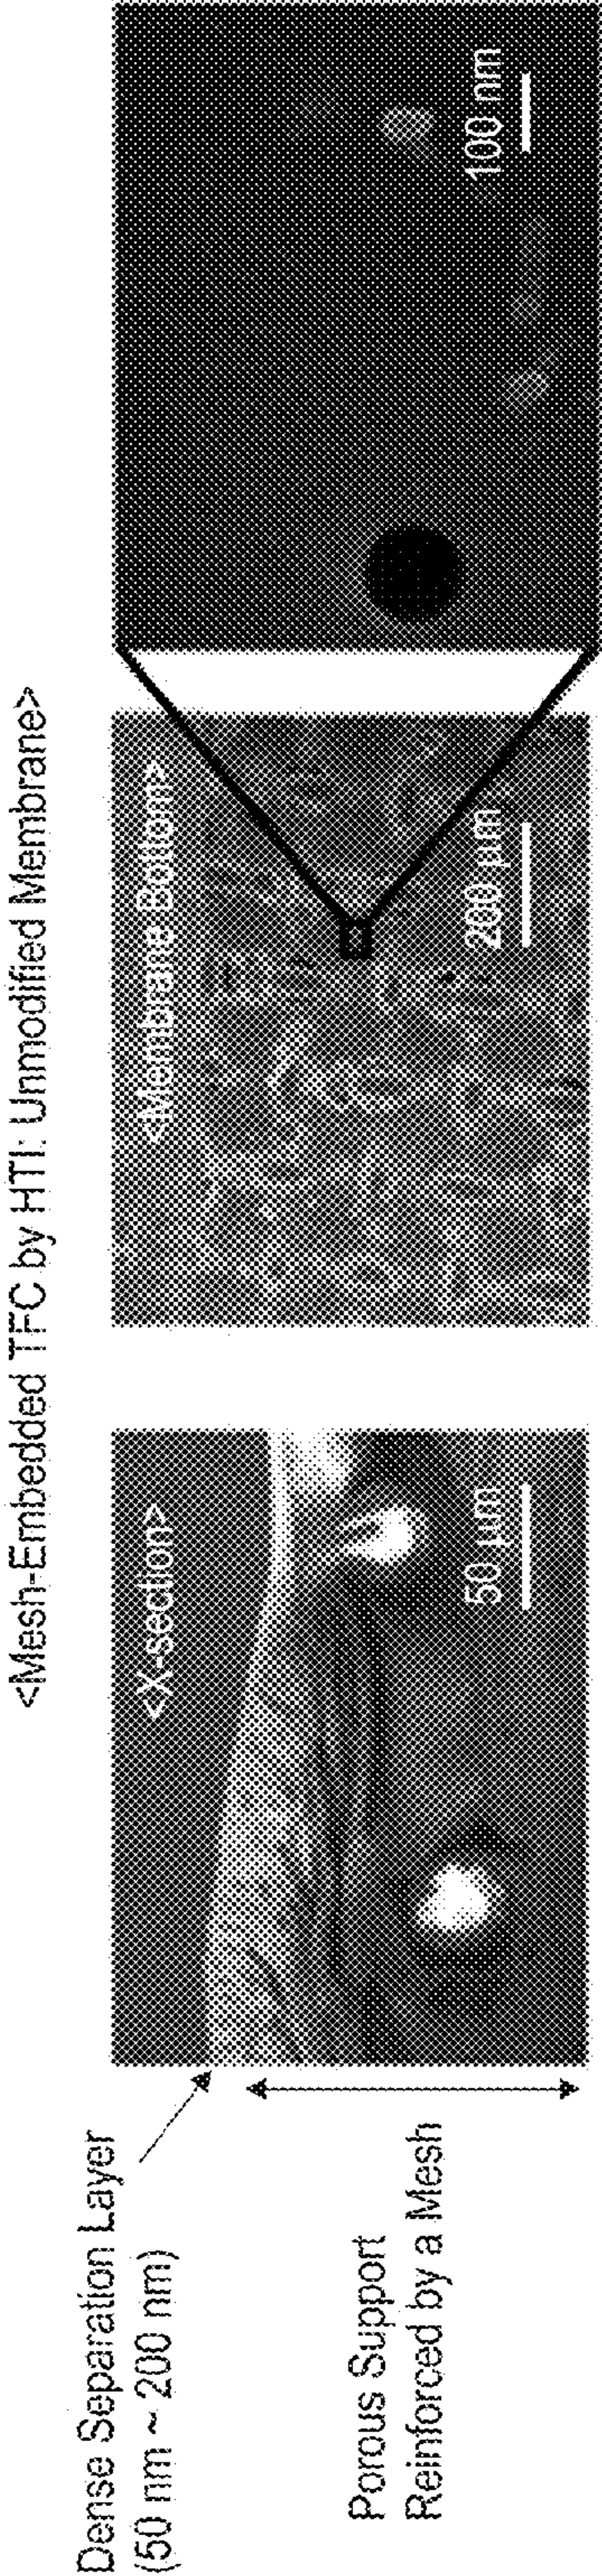 <Mesh-Embedded TFC by HTI: Unmodified Membrane>
Dense Separation Layer
(50 nm ~ 200 nm)
Porous Support
Reinforced by a Mesh
<X-section>
50 µm
<Membrane Bottom>
200 µm
100 nm